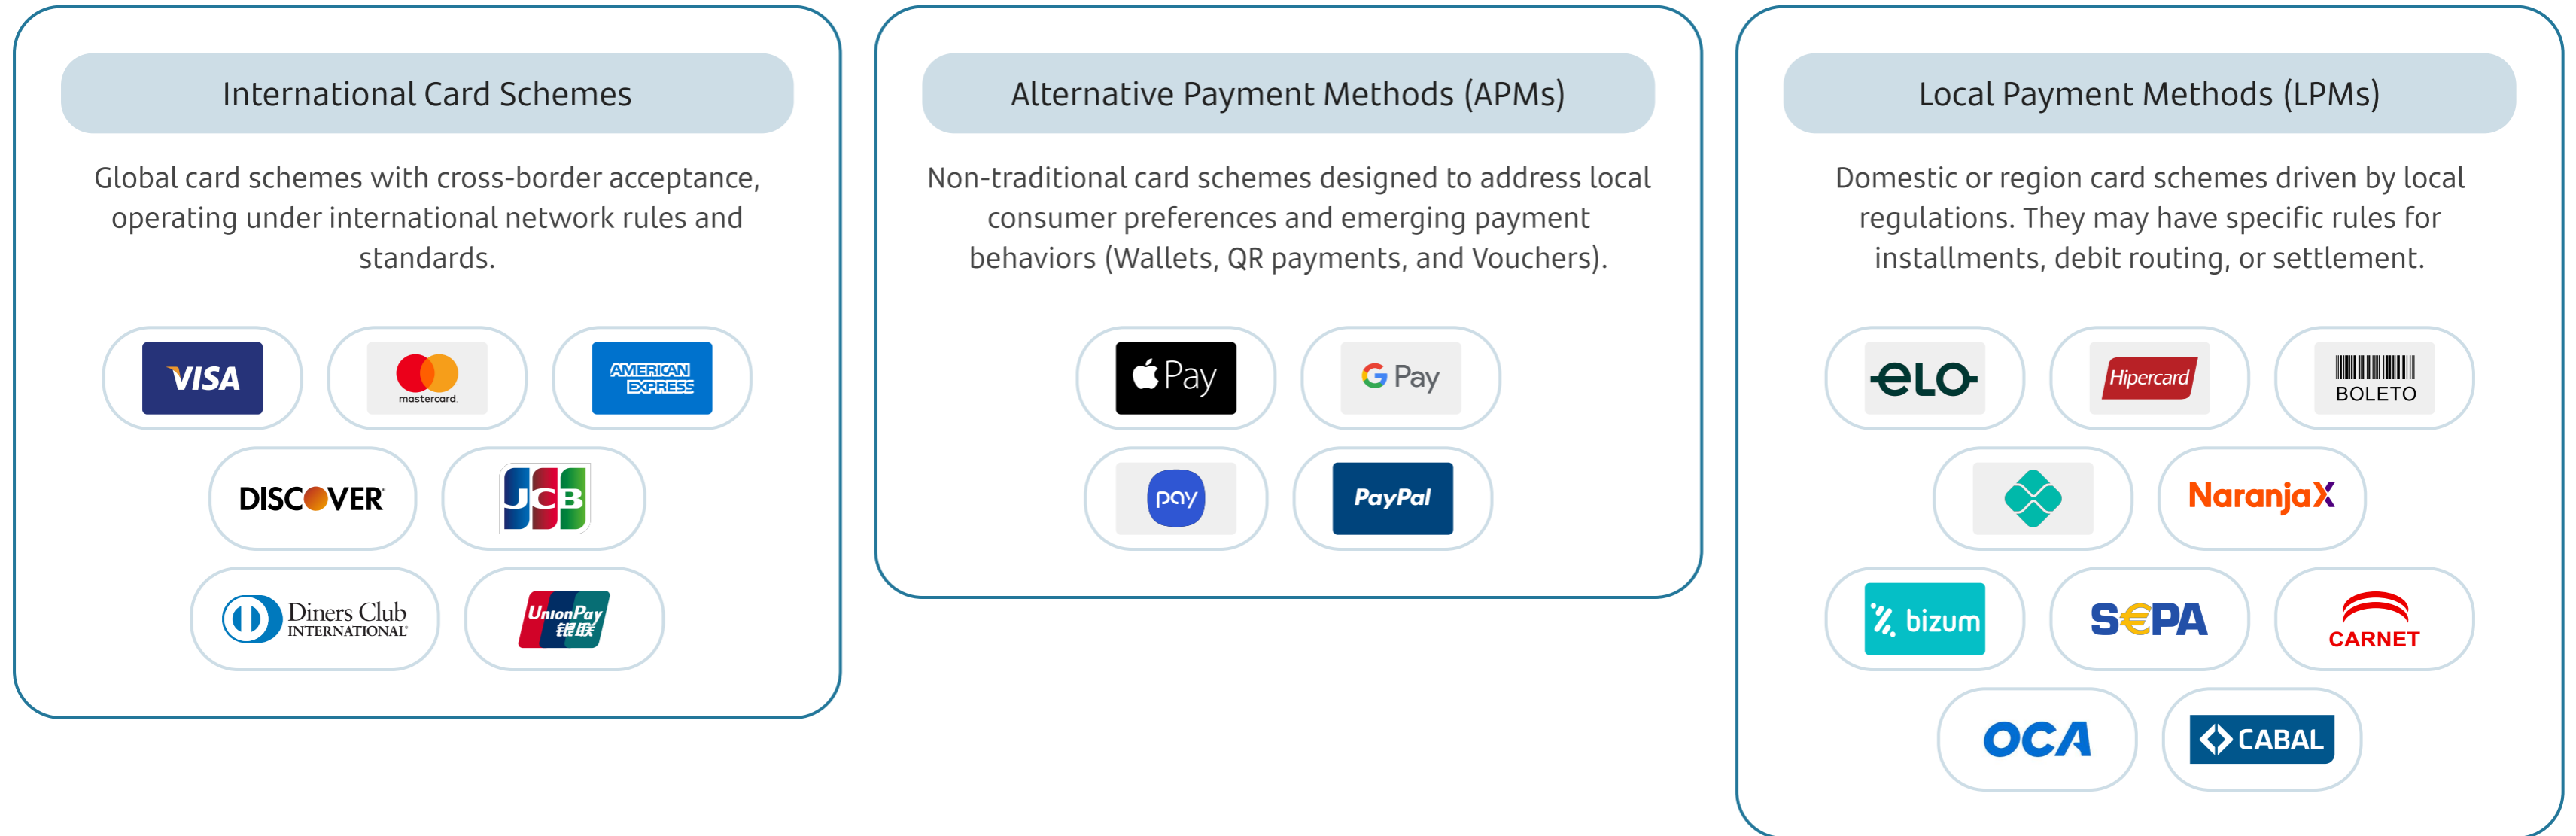 International Card Schemes
Global card schemes with cross-border acceptance,
operating under international network rules and
standards.
VISA
mastercard
AMERICAN
EXPRESS
DISCOVER
JCB
Diners Club
INTERNATIONAL
UnionPay
银联
Alternative Payment Methods (APMs)
Non-traditional card schemes designed to address local
consumer preferences and emerging payment
behaviors (Wallets, QR payments, and Vouchers).
Pay
G Pay
pay
PayPal
Local Payment Methods (LPMs)
Domestic or region card schemes driven by local
regulations. They may have specific rules for
installments, debit routing, or settlement.
elo
Hipercard
BOLETO
NaranjaX
bizum
S€PA
CARNET
OCA
CABAL